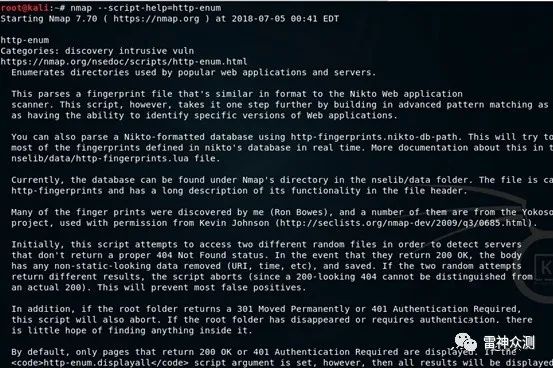 root@kali:~# nmap --script-help=http-enum
Starting Nmap 7.70 ( https://nmap.org ) at 2018-07-05 00:41 EDT
http-enum
Categories: discovery intrusive vuln
https://nmap.org/nsedoc/scripts/http-enum.html
Enumerates directories used by popular web applications and servers.
This parses a fingerprint file that's similar in format to the Nikto Web application
scanner. This script, however, takes it one step further by building in advanced pattern matching as
as having the ability to identify specific versions of Web applications.
You can also parse a Nikto-formatted database using http-fingerprints.nikto-db-path. This will try to
most of the fingerprints defined in nikto's database in real time. More documentation about this in t
nselib/data/http-fingerprints.lua file.
Currently, the database can be found under Nmap's directory in the nselib/data folder. The file is ca
http-fingerprints and has a long description of its functionality in the file header.
Many of the finger prints were discovered by me (Ron Bowes), and a number of them are from the Yokoso
project, used with permission from Kevin Johnson (http://seclists.org/nmap-dev/2009/q3/0685.html).
Initially, this script attempts to access two different random files in order to detect servers
that don't return a proper 404 Not Found status. In the event that they return 200 OK, the body
has any non-static-looking data removed (URI, time, etc), and saved. If the two random attempts
return different results, the script aborts (since a 200-looking 404 cannot be distinguished from
an actual 200). This will prevent most false positives.
In addition, if the root folder returns a 301 Moved Permanently or 401 Authentication Required,
this script will also abort. If the root folder has disappeared or requires authentication. there
is little hope of finding anything inside it.
By default, only pages that return 200 OK or 401 Authentication Required are displayed. If the
<code>http-enum.displayall</code> script argument is set, however, then all results will be displayed
雷神众测